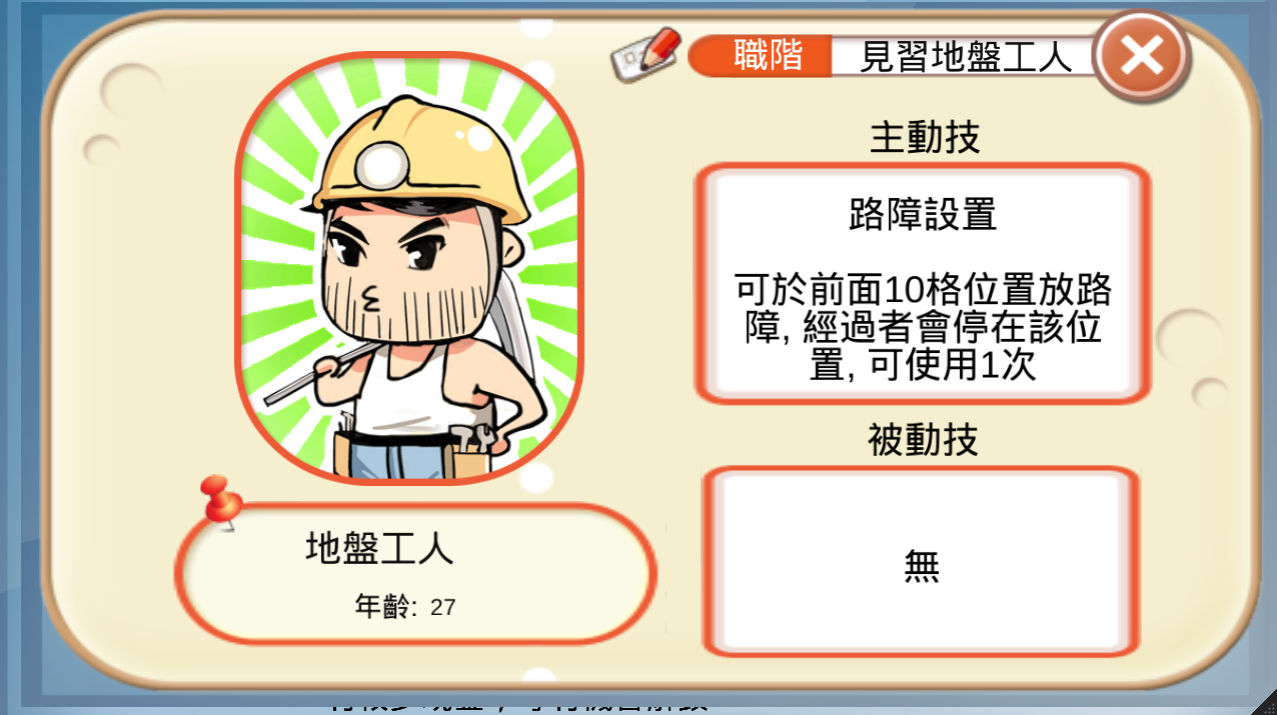 職階 見習地盤工人
主動技
路障設置
可於前面10格位置放路
障, 經過者會停在該位
置, 可使用1次
被動技
無
地盤工人
年齡: 27